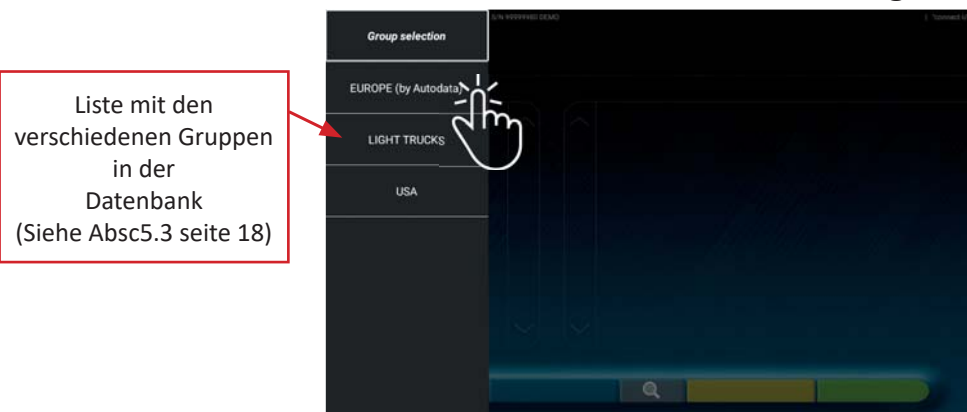 Group selection
EUROPE (by Autodata)
LIGHT TRUCKS
USA
Liste mit den
verschiedenen Gruppen
in der
Datenbank
(Siehe Absc5.3 seite 18)